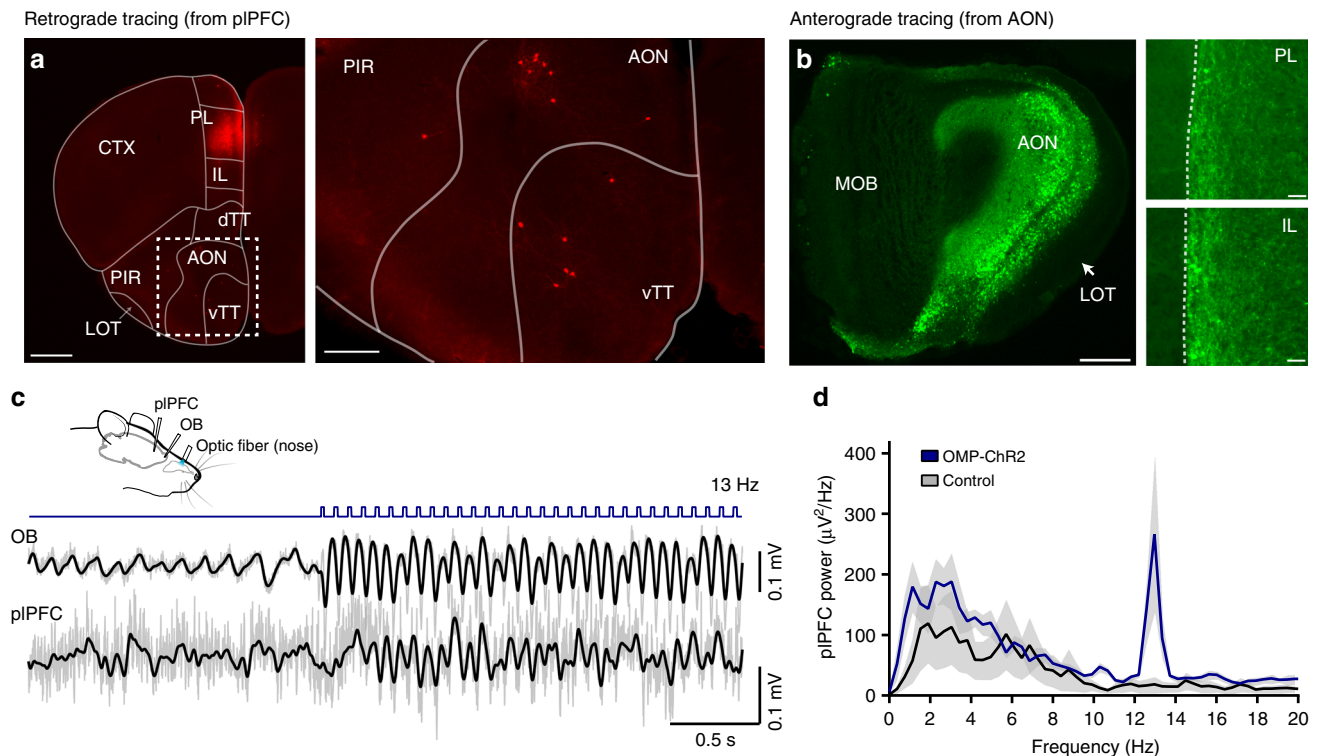 Retrograde tracing (from plPFC)
Anterograde tracing (from AON)
a
CTX
PL
IL
dTT
AON
PIR
vTT
LOT
PIR
AON
vTT
b
MOB
AON
LOT
PL
IL
c
plPFC
OB
Optic fiber (nose)
13 Hz
OB
0.1 mV
plPFC
0.1 mV
0.5 s
d
plPFC power (µV²/Hz)
400
300
200
100
0
OMP-ChR2
Control
0 2 4 6 8 10 12 14 16 18 20
Frequency (Hz)